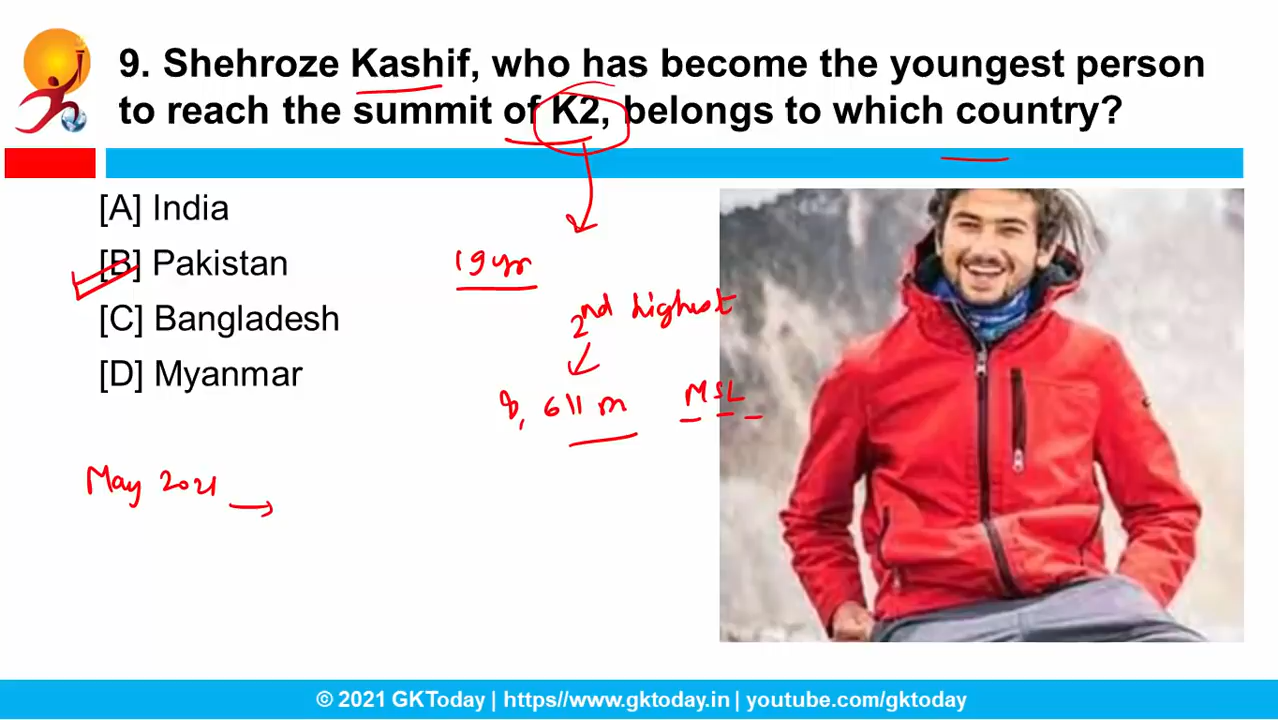 9. Shehroze Kashif, who has become the youngest person
to reach the summit of K2, belongs to which country?
[A] India
[B] Pakistan
[C] Bangladesh
[D] Myanmar
19 yr
2nd highest
8,611 m MSL
May 2021
© 2021 GKToday | https//www.gktoday.in | youtube.com/gktoday